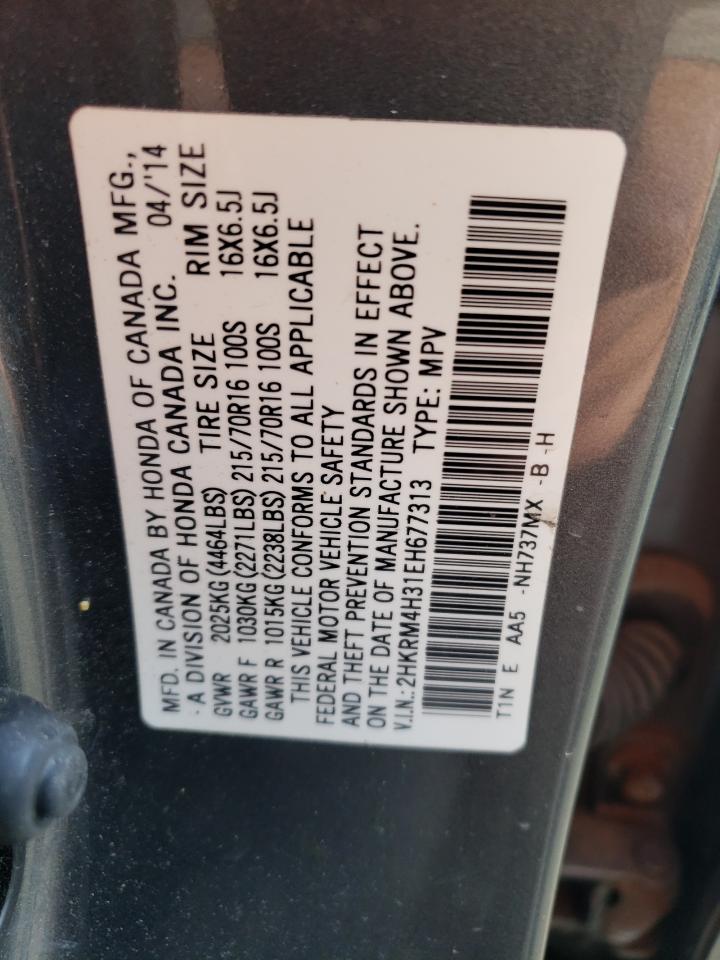 MFD. IN CANADA BY HONDA OF CANADA MFG.,
-A DIVISION OF HONDA CANADA INC. 04/'14
GVWR 2025KG (4464LBS) TIRE SIZE RIM SIZE
GAWR F 1030KG (2271LBS) 215/70R16 100S 16X6.5J
GAWR R 1015KG (2238LBS) 215/70R16 100S 16X6.5J
THIS VEHICLE CONFORMS TO ALL APPLICABLE
FEDERAL MOTOR VEHICLE SAFETY
AND THEFT PREVENTION STANDARDS IN EFFECT
ON THE DATE OF MANUFACTURE SHOWN ABOVE.
V.I.N.: 2HKRM4H31EH677313 TYPE: MPV
T1N E AA5 -NH737MX -B -H